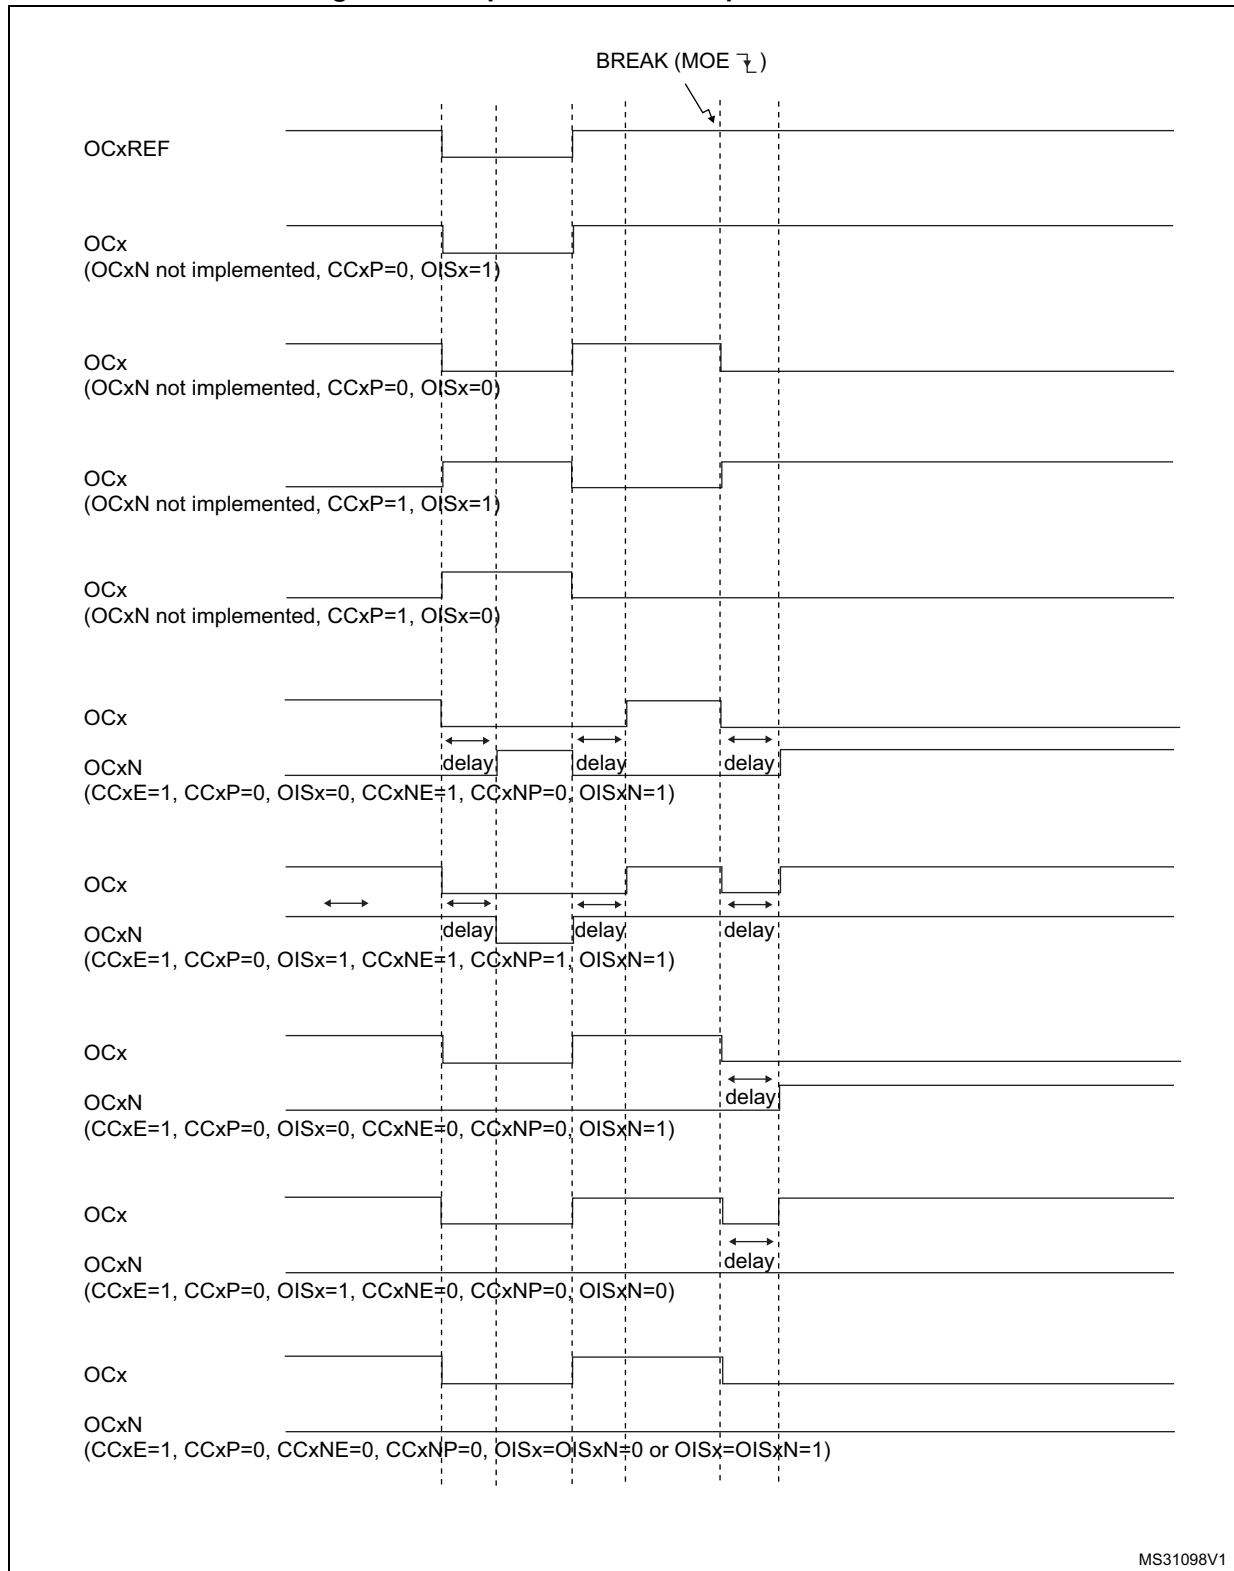 BREAK (MOE )
OCxREF
OCx
(OCxN not implemented, CCxP=0, OISx=1)
OCx
(OCxN not implemented, CCxP=0, OISx=0)
OCx
(OCxN not implemented, CCxP=1, OISx=1)
OCx
(OCxN not implemented, CCxP=1, OISx=0)
OCx
delay delay delay
OCxN
(CCxE=1, CCxP=0, OISx=0, CCxNE=1, CCxNP=0, OISxN=1)
OCx
delay delay delay
OCxN
(CCxE=1, CCxP=0, OISx=1, CCxNE=1, CCxNP=1, OISxN=1)
OCx
delay
OCxN
(CCxE=1, CCxP=0, OISx=0, CCxNE=0, CCxNP=0, OISxN=1)
OCx
delay
OCxN
(CCxE=1, CCxP=0, OISx=1, CCxNE=0, CCxNP=0, OISxN=0)
OCx
OCxN
(CCxE=1, CCxP=0, CCxNE=0, CCxNP=0, OISx=OISxN=0 or OISx=OISxN=1)
MS31098V1